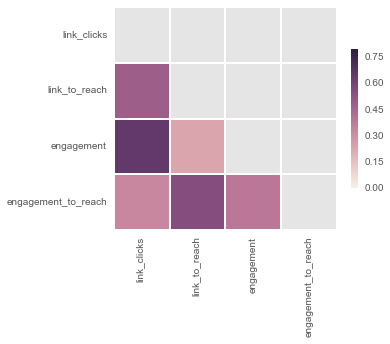 link_clicks
link_to_reach
engagement
engagement_to_reach
0.75
0.60
0.45
0.30
0.15
0.00
link_clicks
link_to_reach
engagement
engagement_to_reach